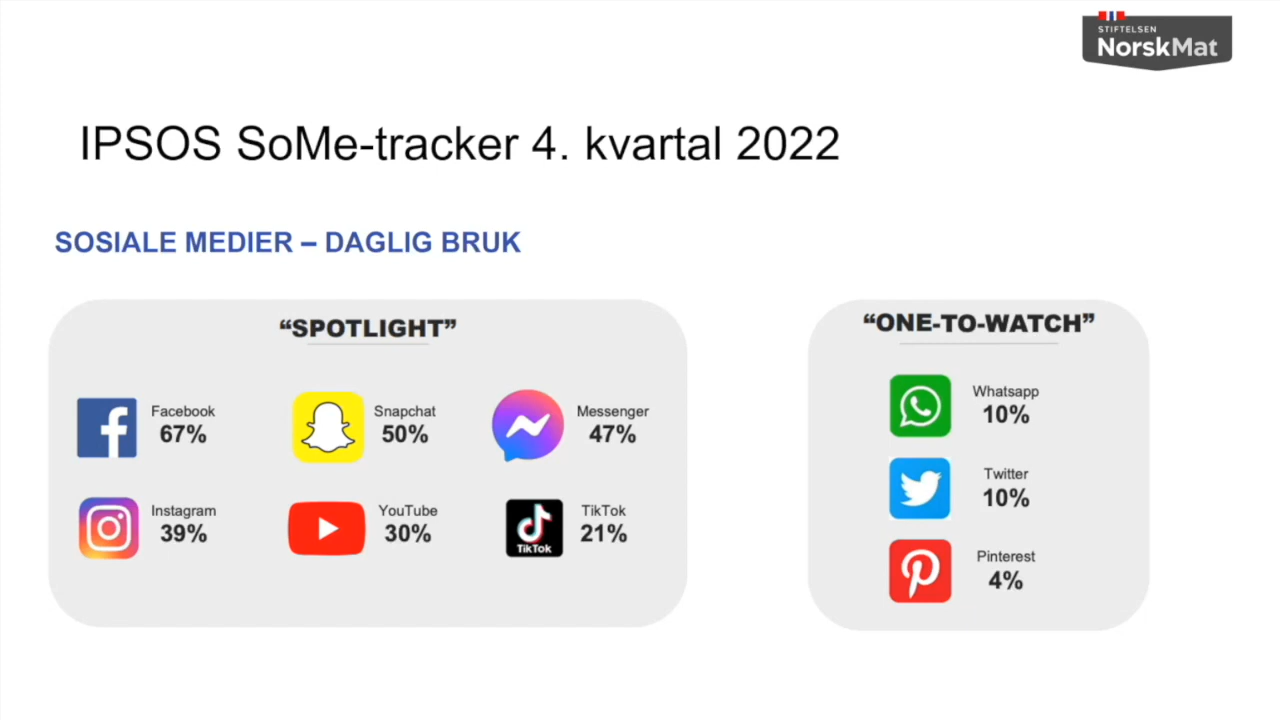 STIFTELSEN
NorskMat
IPSOS SoMe-tracker 4. kvartal 2022
SOSIALE MEDIER – DAGLIG BRUK
“SPOTLIGHT”
Facebook
67%
Snapchat
50%
Messenger
47%
Instagram
39%
YouTube
30%
TikTok
TikTok
21%
“ONE-TO-WATCH”
Whatsapp
10%
Twitter
10%
Pinterest
4%